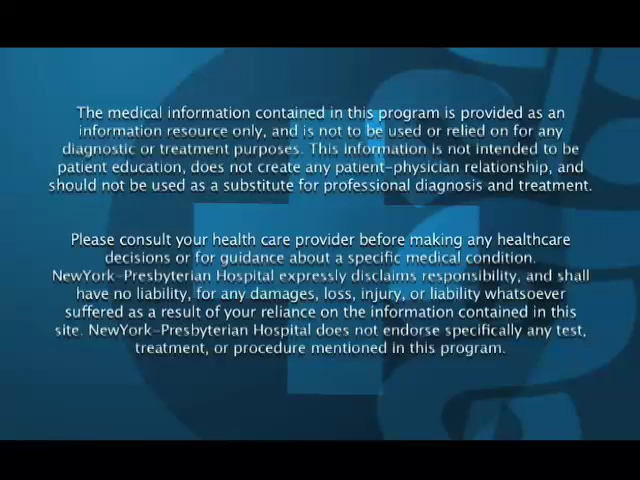 The medical information contained in this program is provided as an
information resource only, and is not to be used or relied on for any
diagnostic or treatment purposes. This information is not intended to be
patient education, does not create any patient-physician relationship, and
should not be used as a substitute for professional diagnosis and treatment.
Please consult your health care provider before making any healthcare
decisions or for guidance about a specific medical condition.
NewYork-Presbyterian Hospital expressly disclaims responsibility, and shall
have no liability, for any damages, loss, injury, or liability whatsoever
suffered as a result of your reliance on the information contained in this
site. NewYork-Presbyterian Hospital does not endorse specifically any test,
treatment, or procedure mentioned in this program.